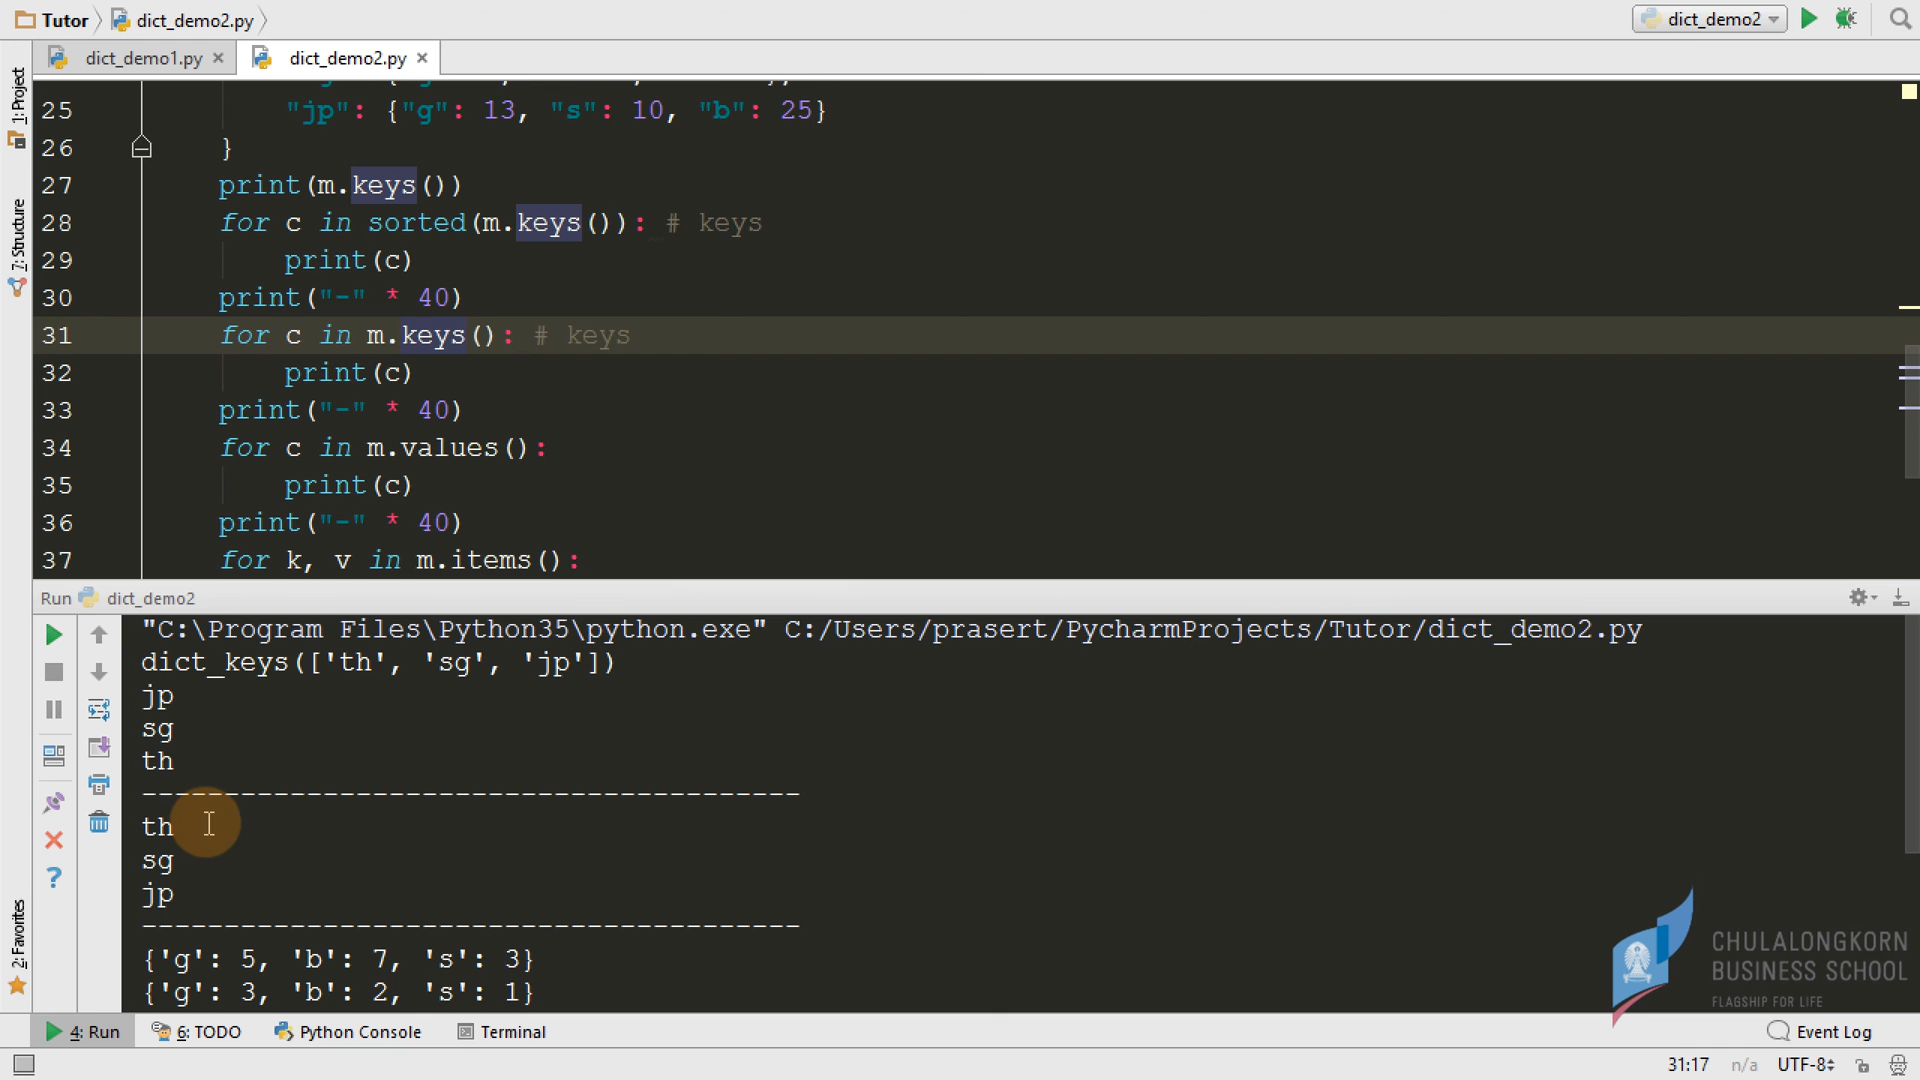 Tutor dict_demo2.py dict_demo2
dict_demo1.py dict_demo2.py
1: Project
7: Structure
2: Favorites
25 "jp": {"g": 13, "s": 10, "b": 25}
26 }
27 print(m.keys())
28 for c in sorted(m.keys()): # keys
29 print(c)
30 print("-" * 40)
31 for c in m.keys(): # keys
32 print(c)
33 print("-" * 40)
34 for c in m.values():
35 print(c)
36 print("-" * 40)
37 for k, v in m.items():
Run dict_demo2
"C:\Program Files\Python35\python.exe" C:/Users/prasert/PycharmProjects/Tutor/dict_demo2.py
dict_keys(['th', 'sg', 'jp'])
jp
sg
th
----------------------------------------
th
sg
jp
----------------------------------------
{'g': 5, 'b': 7, 's': 3}
{'g': 3, 'b': 2, 's': 1}
CHULALONGKORN
BUSINESS SCHOOL
FLAGSHIP FOR LIFE
4: Run 6: TODO Python Console Terminal Event Log
31:17 n/a UTF-8